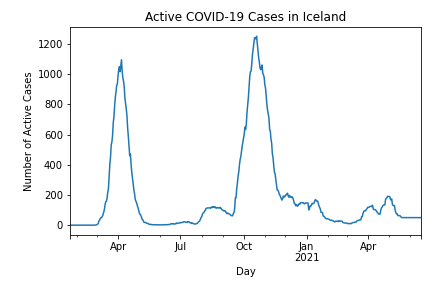 Active COVID-19 Cases in Iceland
1200
1000
800
600
400
200
0
Number of Active Cases
Apr
Jul
Oct
Jan
2021
Apr
Day